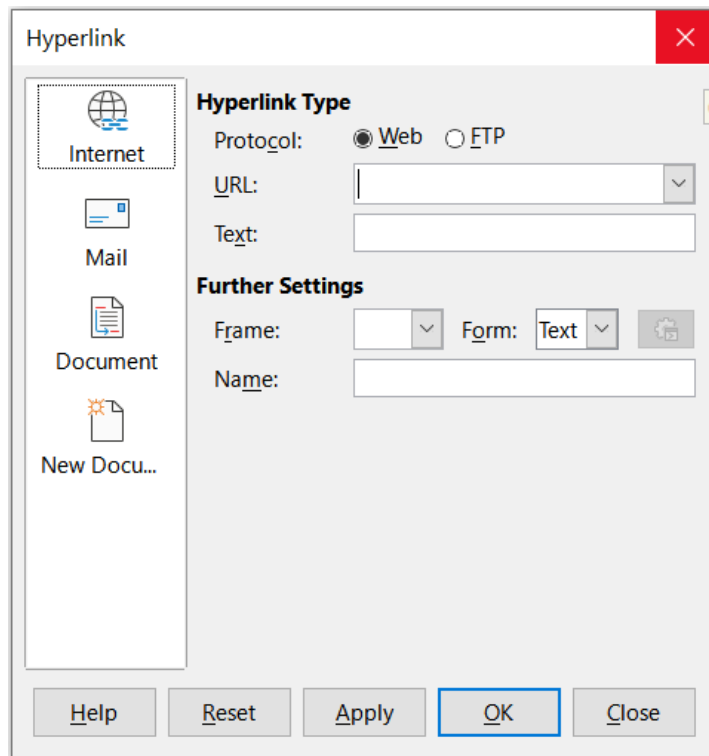 Hyperlink
Internet
Mail
Document
New Docu...
Hyperlink Type
Protocol: Web FTP
URL:
Text:
Further Settings
Frame: Form: Text
Name:
Help Reset Apply OK Close